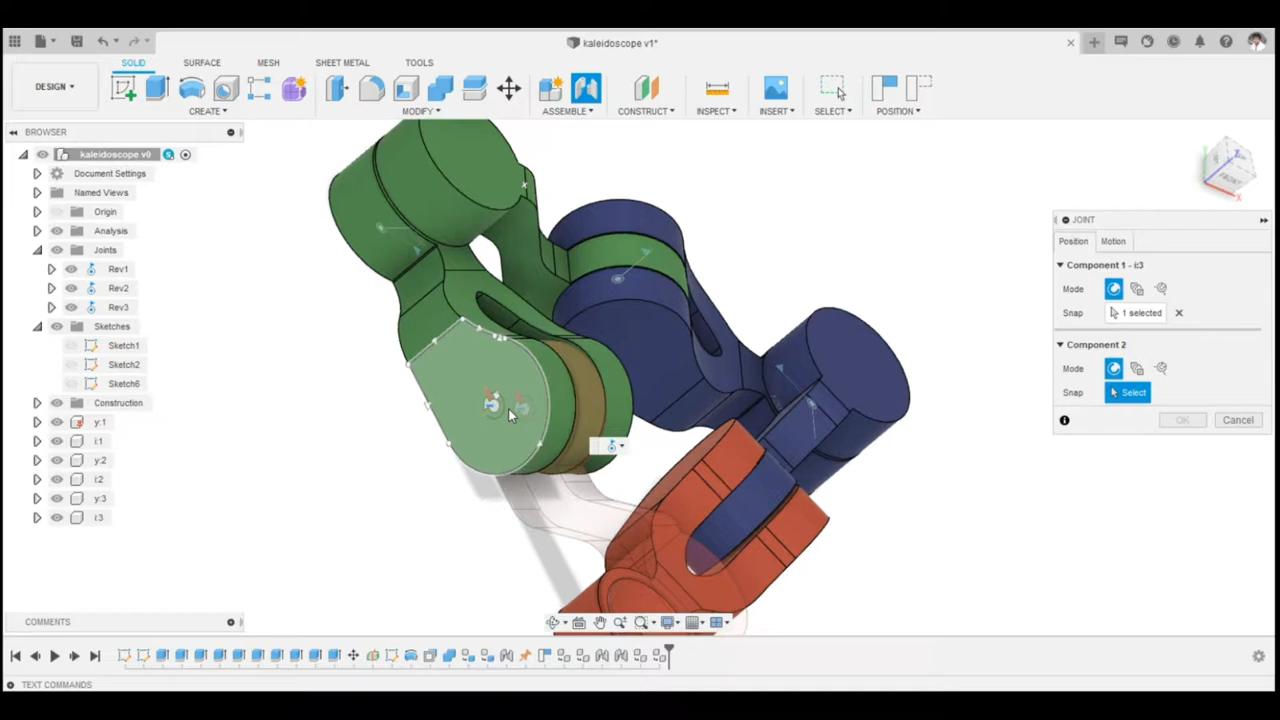 kaleidoscope v1*
DESIGN
SOLID SURFACE MESH SHEET METAL TOOLS
CREATE MODIFY ASSEMBLE CONSTRUCT INSPECT INSERT SELECT POSITION
BROWSER
kaleidoscope v0
Document Settings
Named Views
Origin
Analysis
Joints
Rev1
Rev2
Rev3
Sketches
Sketch1
Sketch2
Sketch6
Construction
y:1
i:1
y:2
i:2
y:3
i:3
FRONT
Z
X
JOINT
Position Motion
Component 1 - i:3
Mode
Snap 1 selected
Component 2
Mode
Snap Select
OK Cancel
COMMENTS
TEXT COMMANDS